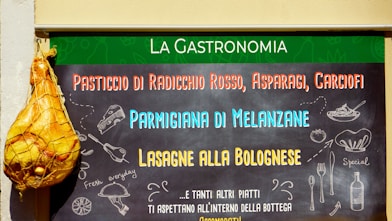 La Gastronomia
Pasticcio di Radicchio Rosso, Asparagi, Carciofi
Parmigiana di Melanzane
Lasagne alla Bolognese
Special
Fresh everyday
...e tanti altri piatti
ti aspettano all'interno della bottega